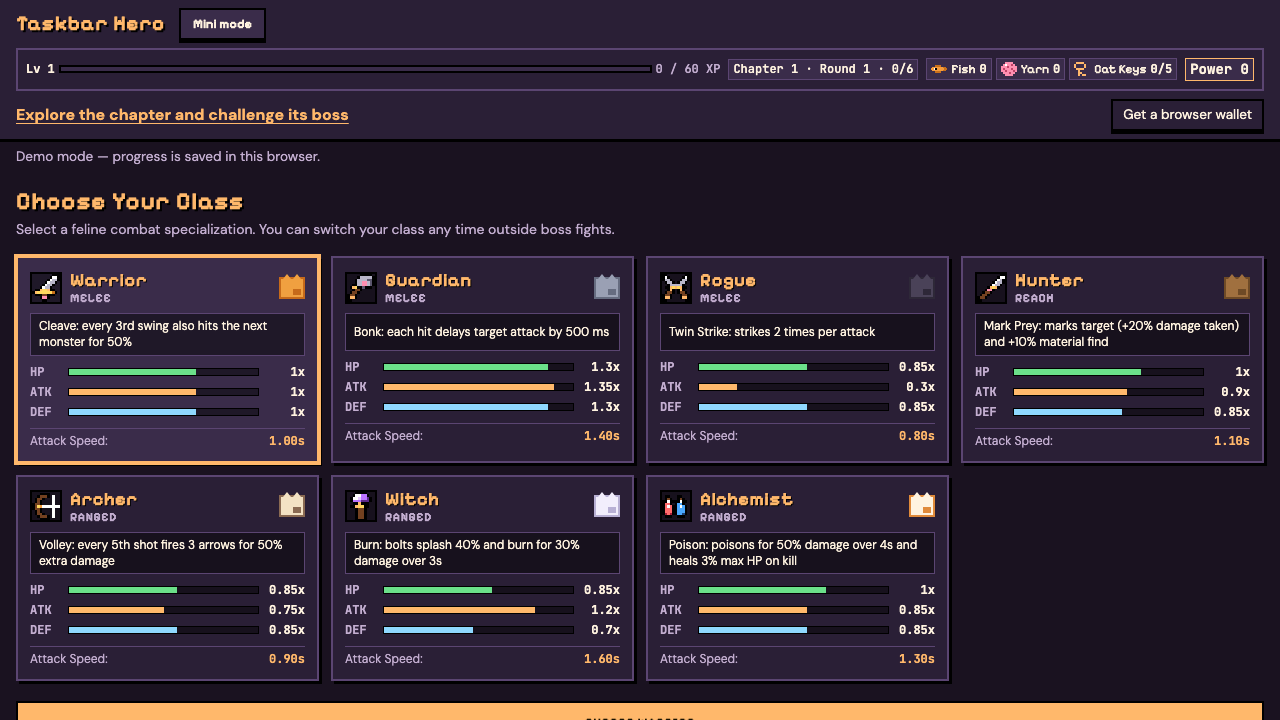 Taskbar Hero
Mini mode
Lv 1
0 / 60 XP
Chapter 1 · Round 1 · 0/6
Fish 0
Yarn 0
Oat Keys 0/5
Power 0
Explore the chapter and challenge its boss
Get a browser wallet
Demo mode — progress is saved in this browser.
Choose Your Class
Select a feline combat specialization. You can switch your class any time outside boss fights.
Warrior
MELEE
Cleave: every 3rd swing also hits the next
monster for 50%
HP 1x
ATK 1x
DEF 1x
Attack Speed: 1.00s
Guardian
MELEE
Bonk: each hit delays target attack by 500 ms
HP 1.3x
ATK 1.35x
DEF 1.3x
Attack Speed: 1.40s
Rogue
MELEE
Twin Strike: strikes 2 times per attack
HP 0.85x
ATK 0.3x
DEF 0.85x
Attack Speed: 0.80s
Hunter
REACH
Mark Prey: marks target (+20% damage taken)
and +10% material find
HP 1x
ATK 0.9x
DEF 0.85x
Attack Speed: 1.10s
Archer
RANGED
Volley: every 5th shot fires 3 arrows for 50%
extra damage
HP 0.85x
ATK 0.75x
DEF 0.85x
Attack Speed: 0.90s
Witch
RANGED
Burn: bolts splash 40% and burn for 30%
damage over 3s
HP 0.85x
ATK 1.2x
DEF 0.7x
Attack Speed: 1.60s
Alchemist
RANGED
Poison: poisons for 50% damage over 4s and
heals 3% max HP on kill
HP 1x
ATK 0.85x
DEF 0.85x
Attack Speed: 1.30s